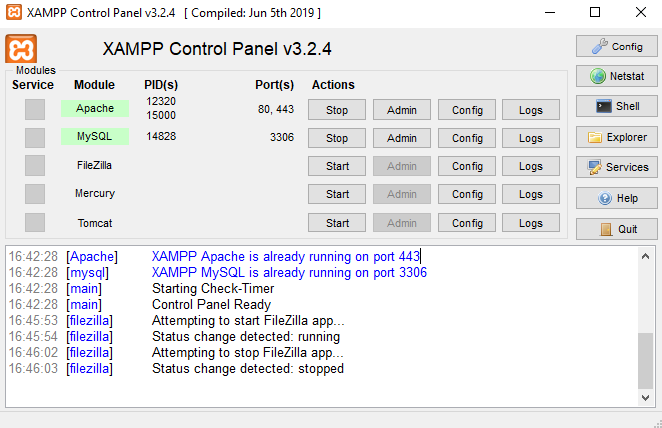 XAMPP Control Panel v3.2.4 [ Compiled: Jun 5th 2019 ]
XAMPP Control Panel v3.2.4
Config
Modules
Service Module PID(s) Port(s) Actions
Netstat
Apache 12320 15000 80, 443 Stop Admin Config Logs
Shell
MySQL 14828 3306 Stop Admin Config Logs
Explorer
FileZilla Start Admin Config Logs
Services
Mercury Start Admin Config Logs
Help
Tomcat Start Admin Config Logs
Quit
16:42:28 [Apache] XAMPP Apache is already running on port 443
16:42:28 [mysql] XAMPP MySQL is already running on port 3306
16:42:28 [main] Starting Check-Timer
16:42:28 [main] Control Panel Ready
16:45:53 [filezilla] Attempting to start FileZilla app...
16:45:54 [filezilla] Status change detected: running
16:46:02 [filezilla] Attempting to stop FileZilla app...
16:46:03 [filezilla] Status change detected: stopped